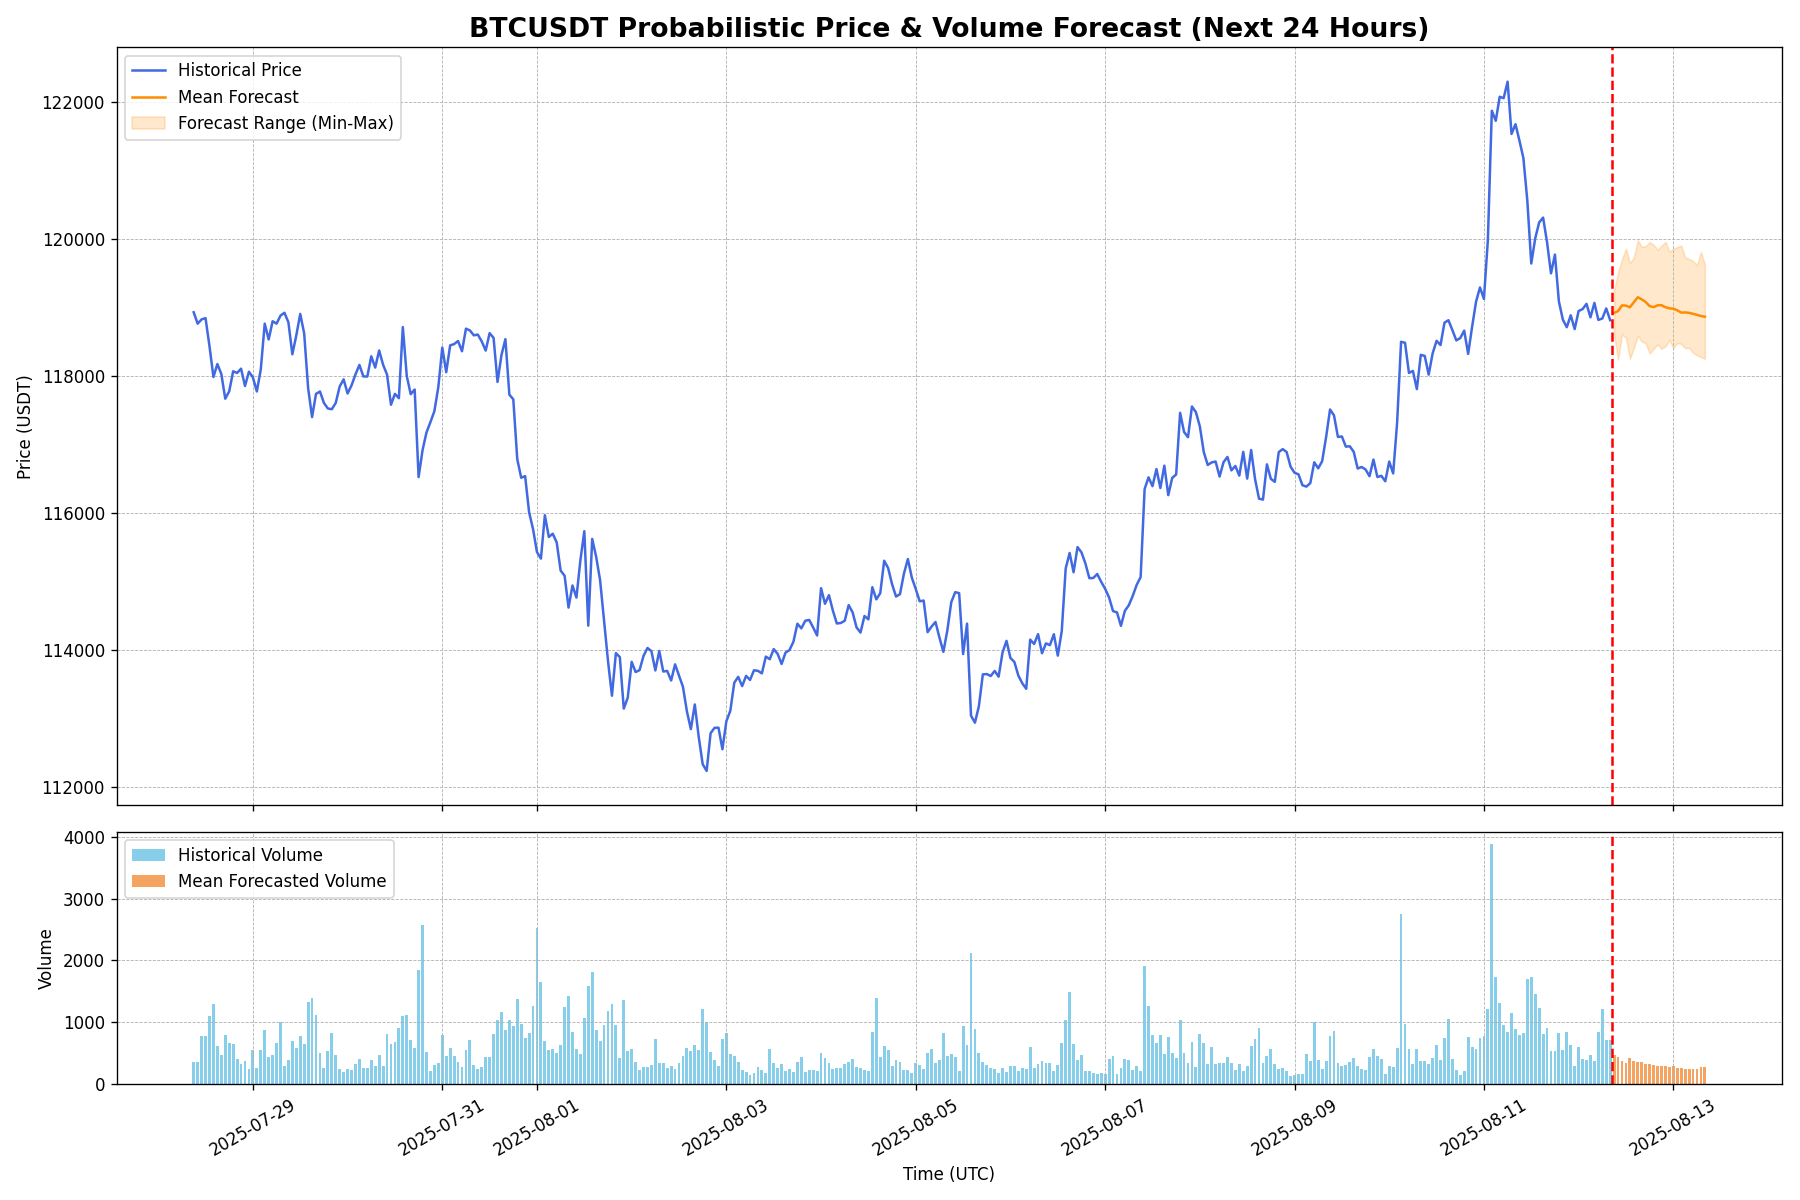 BTCUSDT Probabilistic Price & Volume Forecast (Next 24 Hours)
Historical Price
Mean Forecast
Forecast Range (Min-Max)
122000
120000
118000
116000
114000
112000
Price (USDT)
Historical Volume
Mean Forecasted Volume
4000
3000
2000
1000
0
Volume
2025-07-29
2025-07-31
2025-08-01
2025-08-03
2025-08-05
2025-08-07
2025-08-09
2025-08-11
2025-08-13
Time (UTC)